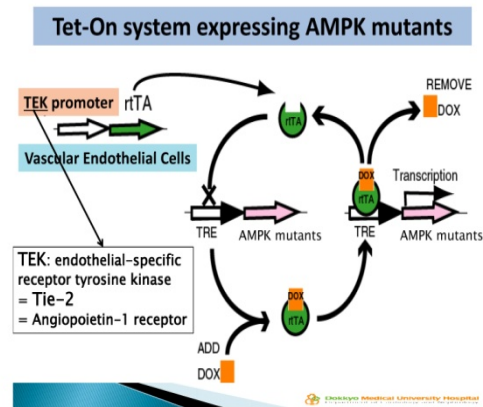 Tet-On system expressing AMPK mutants
TEK promoter rtTA
Vascular Endothelial Cells
TEK: endothelial-specific
receptor tyrosine kinase
= Tie-2
= Angiopoietin-1 receptor
rtTA
X
TRE
AMPK mutants
ADD
DOX
DOX
rtTA
DOX
rtTA
TRE
AMPK mutants
Transcription
REMOVE
DOX
Dokkyo Medical University Hospital